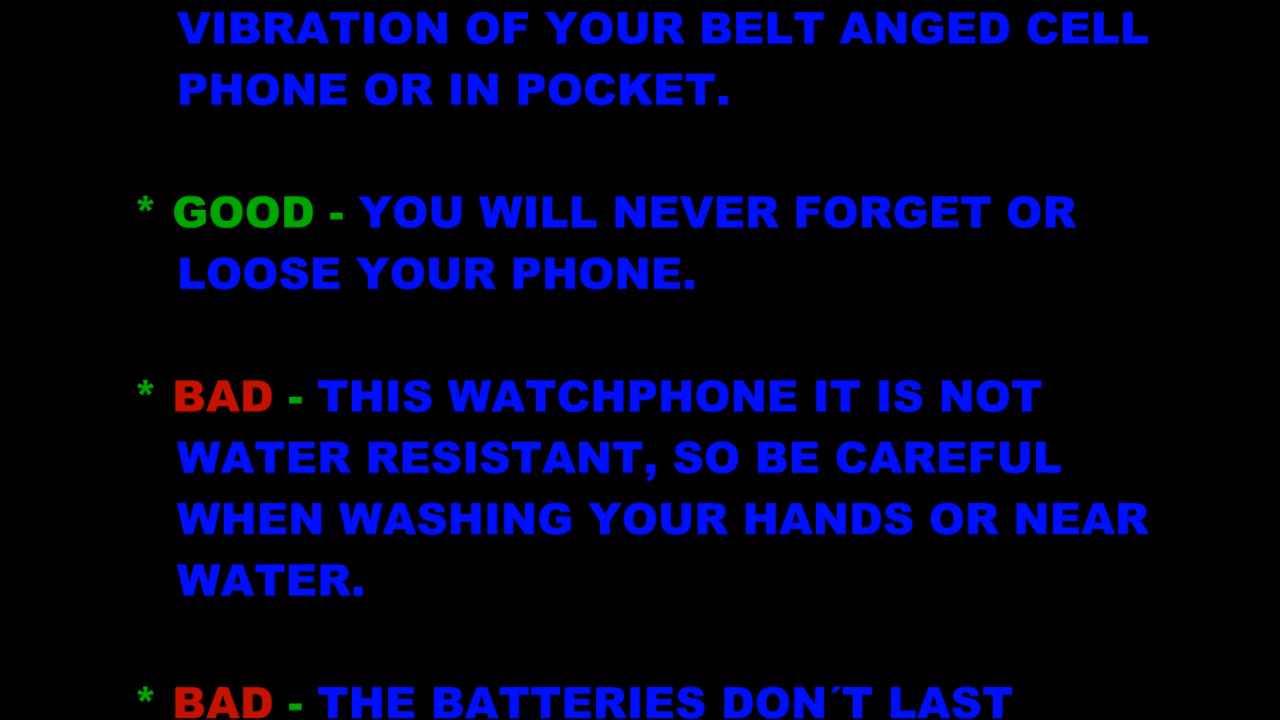 VIBRATION OF YOUR BELT ANGED CELL
PHONE OR IN POCKET.
* GOOD - YOU WILL NEVER FORGET OR
LOOSE YOUR PHONE.
* BAD - THIS WATCHPHONE IT IS NOT
WATER RESISTANT, SO BE CAREFUL
WHEN WASHING YOUR HANDS OR NEAR
WATER.
* BAD - THE BATTERIES DON´T LAST